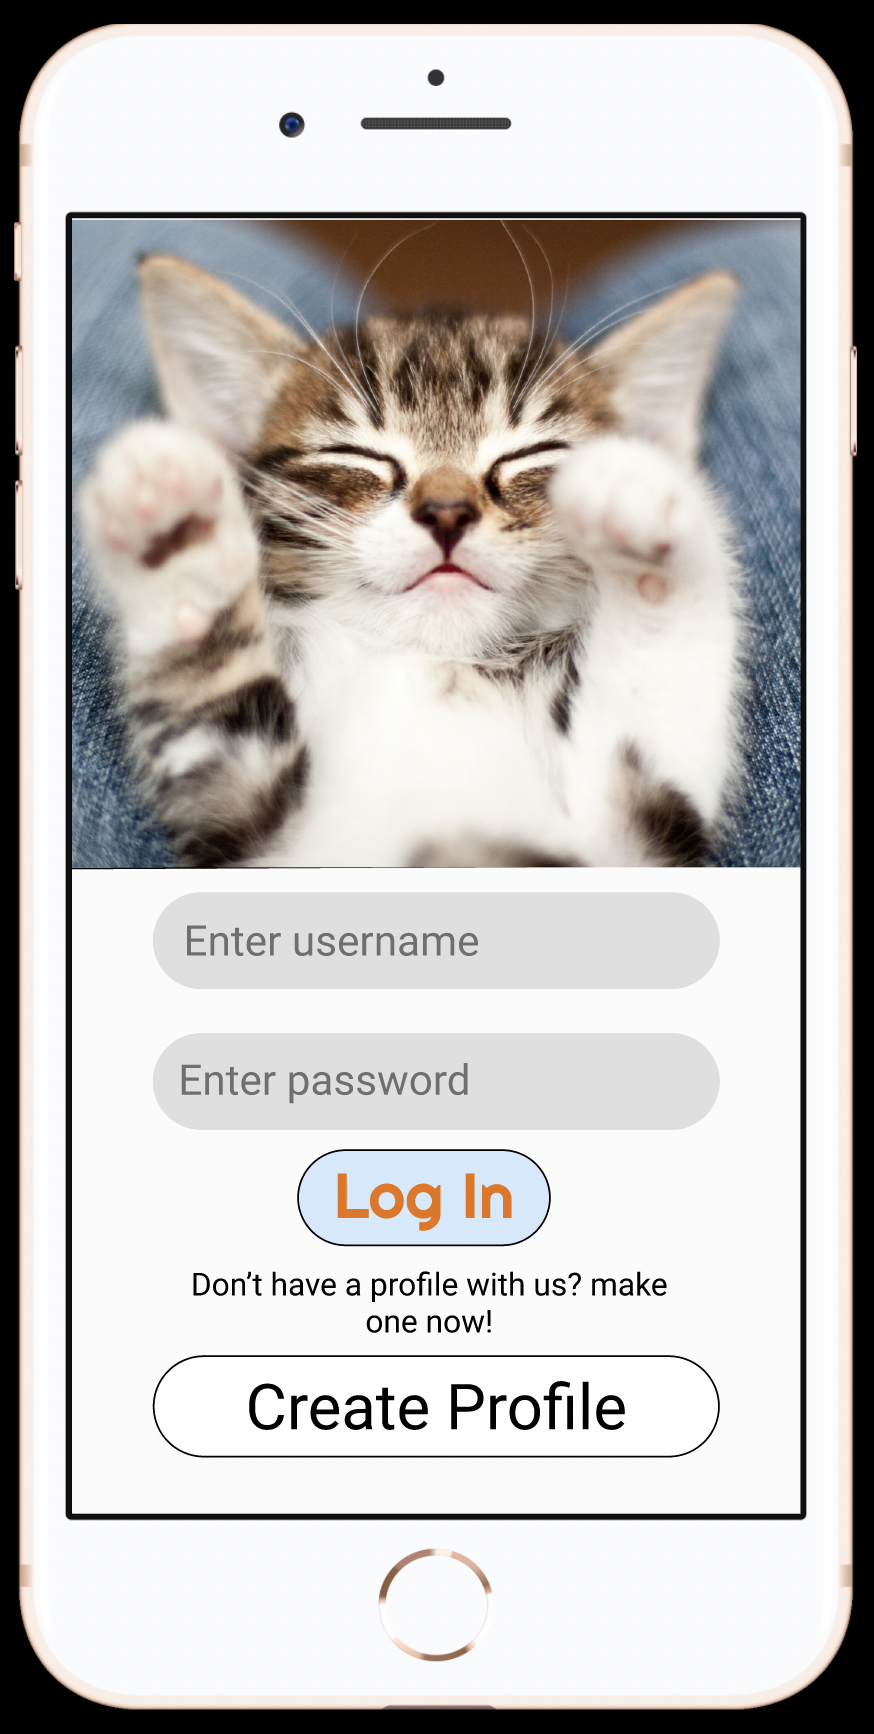 Enter username
Enter password
Log In
Don’t have a profile with us? make
one now!
Create Profile